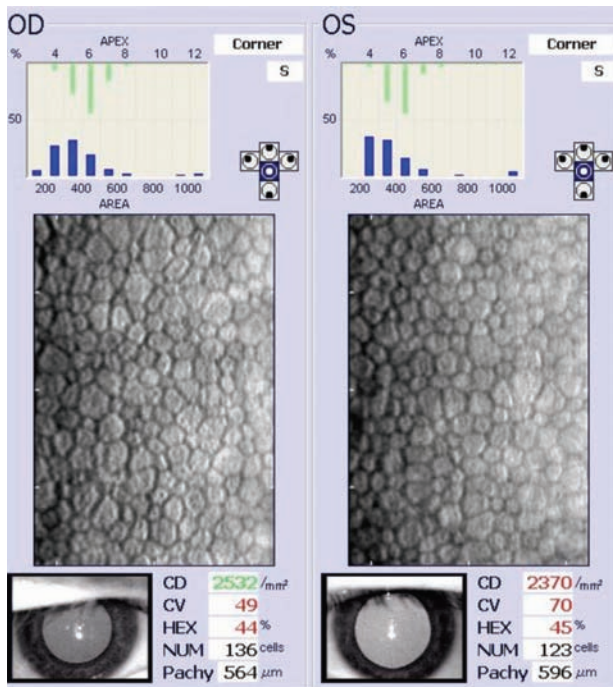 OD
APEX
% 4 6 8 10 12
Corner
S
50
200 400 600 800 1000
AREA
CD 2532 /mm²
CV 49
HEX 44 %
NUM 136 cells
Pachy 564 µm
OS
APEX
% 4 6 8 10 12
Corner
S
50
200 400 600 800 1000
AREA
CD 2370 /mm²
CV 70
HEX 45 %
NUM 123 cells
Pachy 596 µm